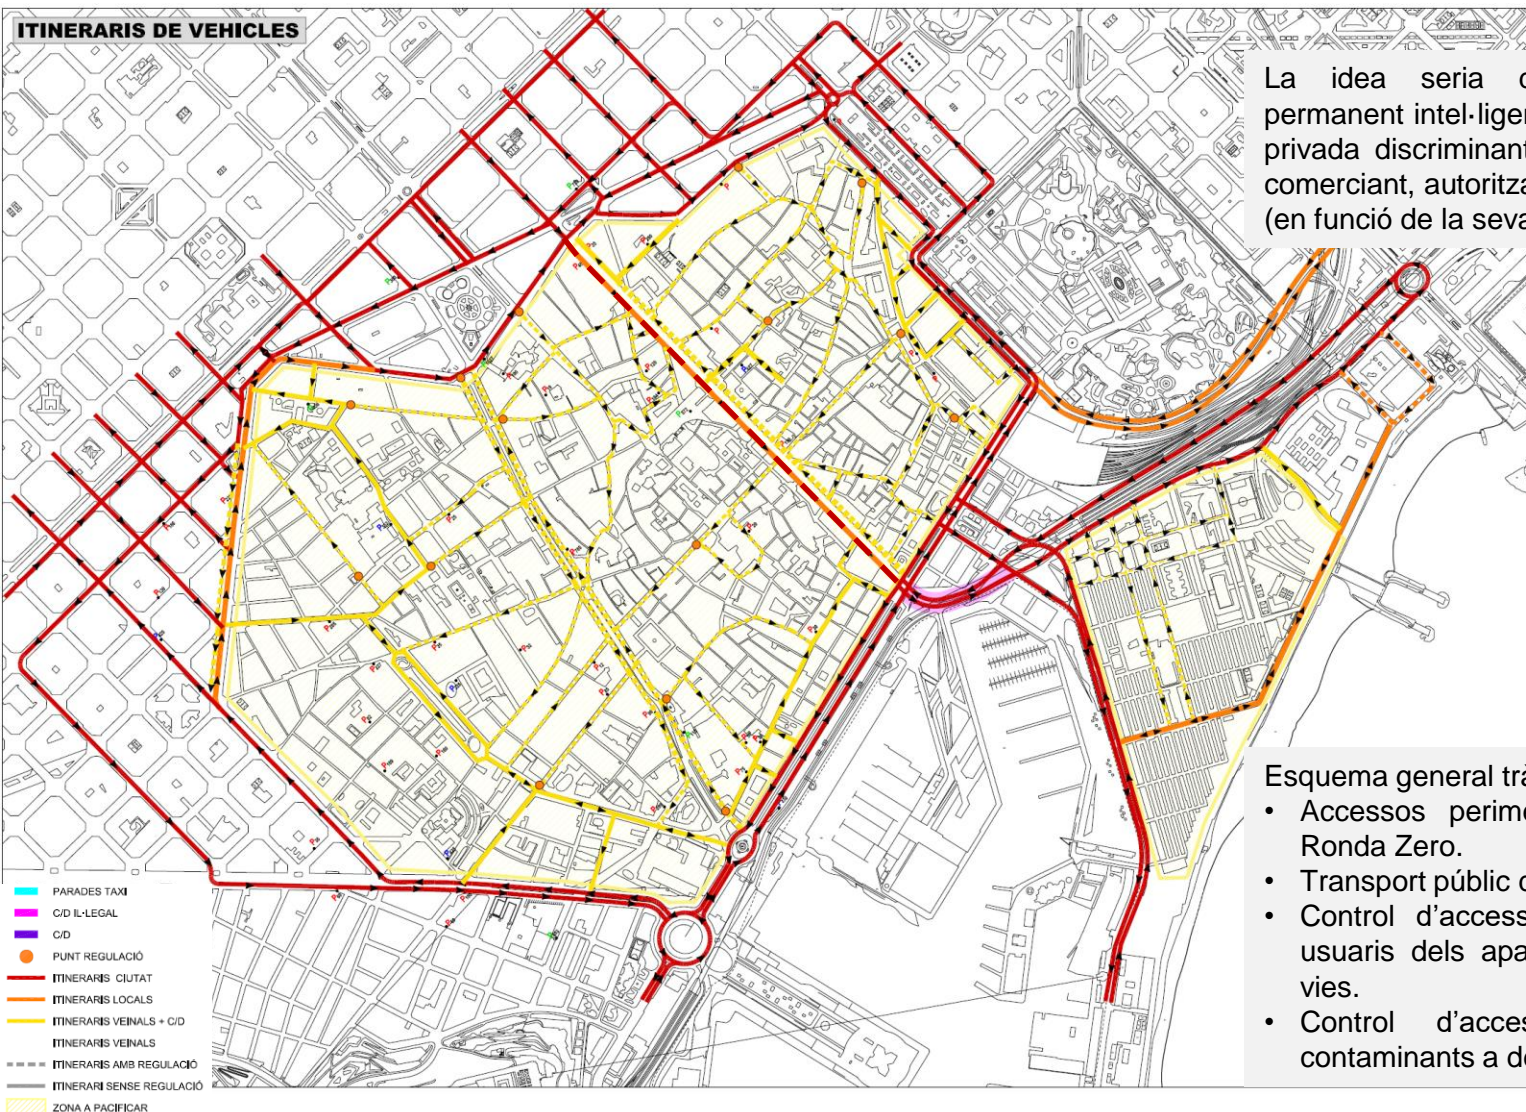 ITINERARIS DE VEHICLES
La idea seria
permanent intel·ligen
privada discriminant
comerciant, autoritza
(en funció de la seva
Esquema general trà
• Accessos perime
Ronda Zero.
• Transport públic
• Control d'access
usuaris dels apa
vies.
• Control d'acces
contaminants a de
PARADES TAXI
C/D IL·LEGAL
C/D
PUNT REGULACIÓ
ITINERARIS CIUTAT
ITINERARIS LOCALS
ITINERARIS VEINALS + C/D
ITINERARIS VEINALS
ITINERARIS AMB REGULACIÓ
ITINERARI SENSE REGULACIÓ
ZONA A PACIFICAR